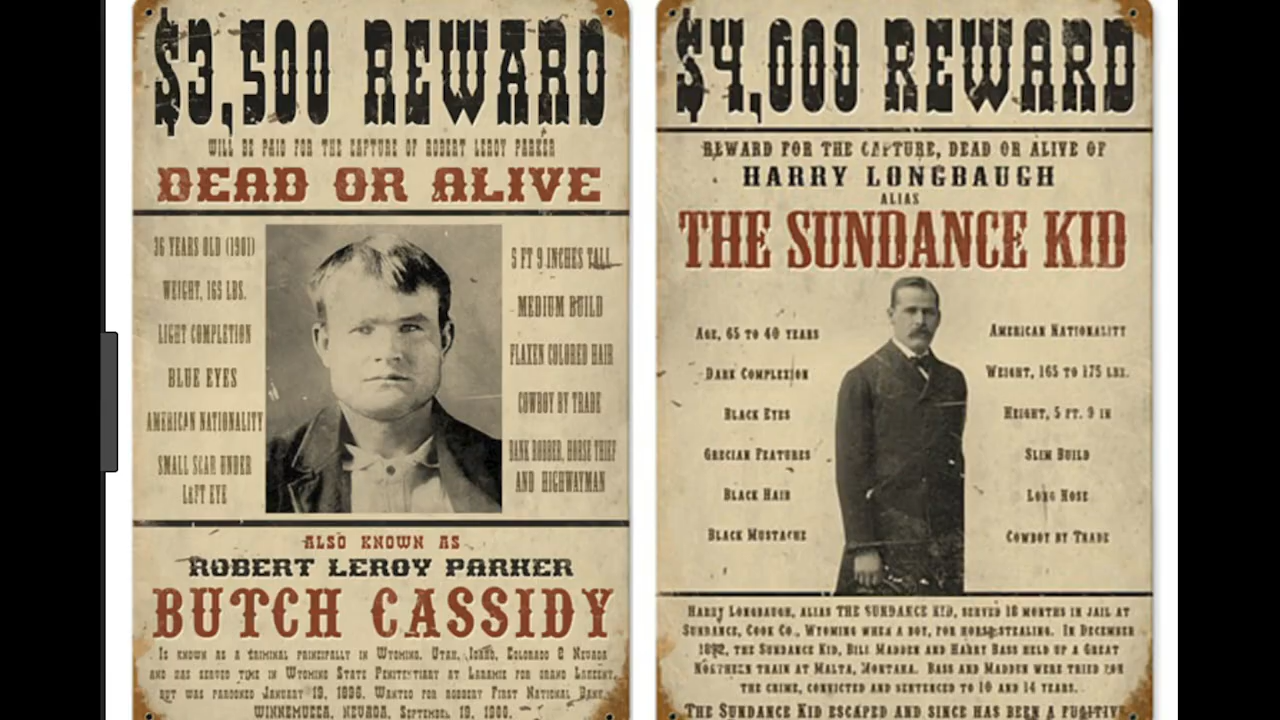 $3,500 REWARD
WILL BE PAID FOR THE CAPTURE OF ROBERT LEROY PARKER
DEAD OR ALIVE
36 YEARS OLD (1901)
WEIGHT, 165 LBS.
LIGHT COMPLETION
BLUE EYES
AMERICAN NATIONALITY
SMALL SCAR UNDER
LEFT EYE
5 FT 9 INCHES TALL
MEDIUM BUILD
FLAXEN COLORED HAIR
COWBOY BY TRADE
BANK ROBBER, HORSE THIEF
AND HIGHWAYMAN
ALSO KNOWN AS
ROBERT LEROY PARKER
BUTCH CASSIDY
IS KNOWN AS A CRIMINAL PRINCIPALLY IN WYOMING, UTAH, IDAHO, COLORADO & NEVADA
AND HAS SERVED TIME IN WYOMING STATE PENITENTIARY AT LARAMIE FOR GRAND LARCENY,
BUT WAS PARDONED JANUARY 19, 1896. WANTED FOR ROBBERY FIRST NATIONAL BANK,
WINNEMUCCA, NEVADA, SEPTEMBER 19, 1900.
$4,000 REWARD
REWARD FOR THE CAPTURE, DEAD OR ALIVE OF
HARRY LONGBAUGH
ALIAS
THE SUNDANCE KID
AGE, 65 TO 40 YEARS
DARK COMPLEXION
BLACK EYES
GRECIAN FEATURES
BLACK HAIR
BLACK MUSTACHE
AMERICAN NATIONALITY
WEIGHT, 165 TO 175 LBS.
HEIGHT, 5 FT. 9 IN
SLIM BUILD
LONG NOSE
COWBOY BY TRADE
HARRY LONGBAUGH, ALIAS THE SUNDANCE KID, SERVED 18 MONTHS IN JAIL AT
SUNDANCE, COOK CO., WYOMING WHEN A BOY, FOR HORSE STEALING. IN DECEMBER
1892, THE SUNDANCE KID, BILL MADDEN AND HARRY BASS HELD UP A GREAT
NORTHERN TRAIN AT MALTA, MONTANA. BASS AND MADDEN WERE TRIED FOR
THE CRIME, CONVICTED AND SENTENCED TO 10 AND 14 YEARS.
THE SUNDANCE KID ESCAPED AND SINCE HAS BEEN A FUGITIVE